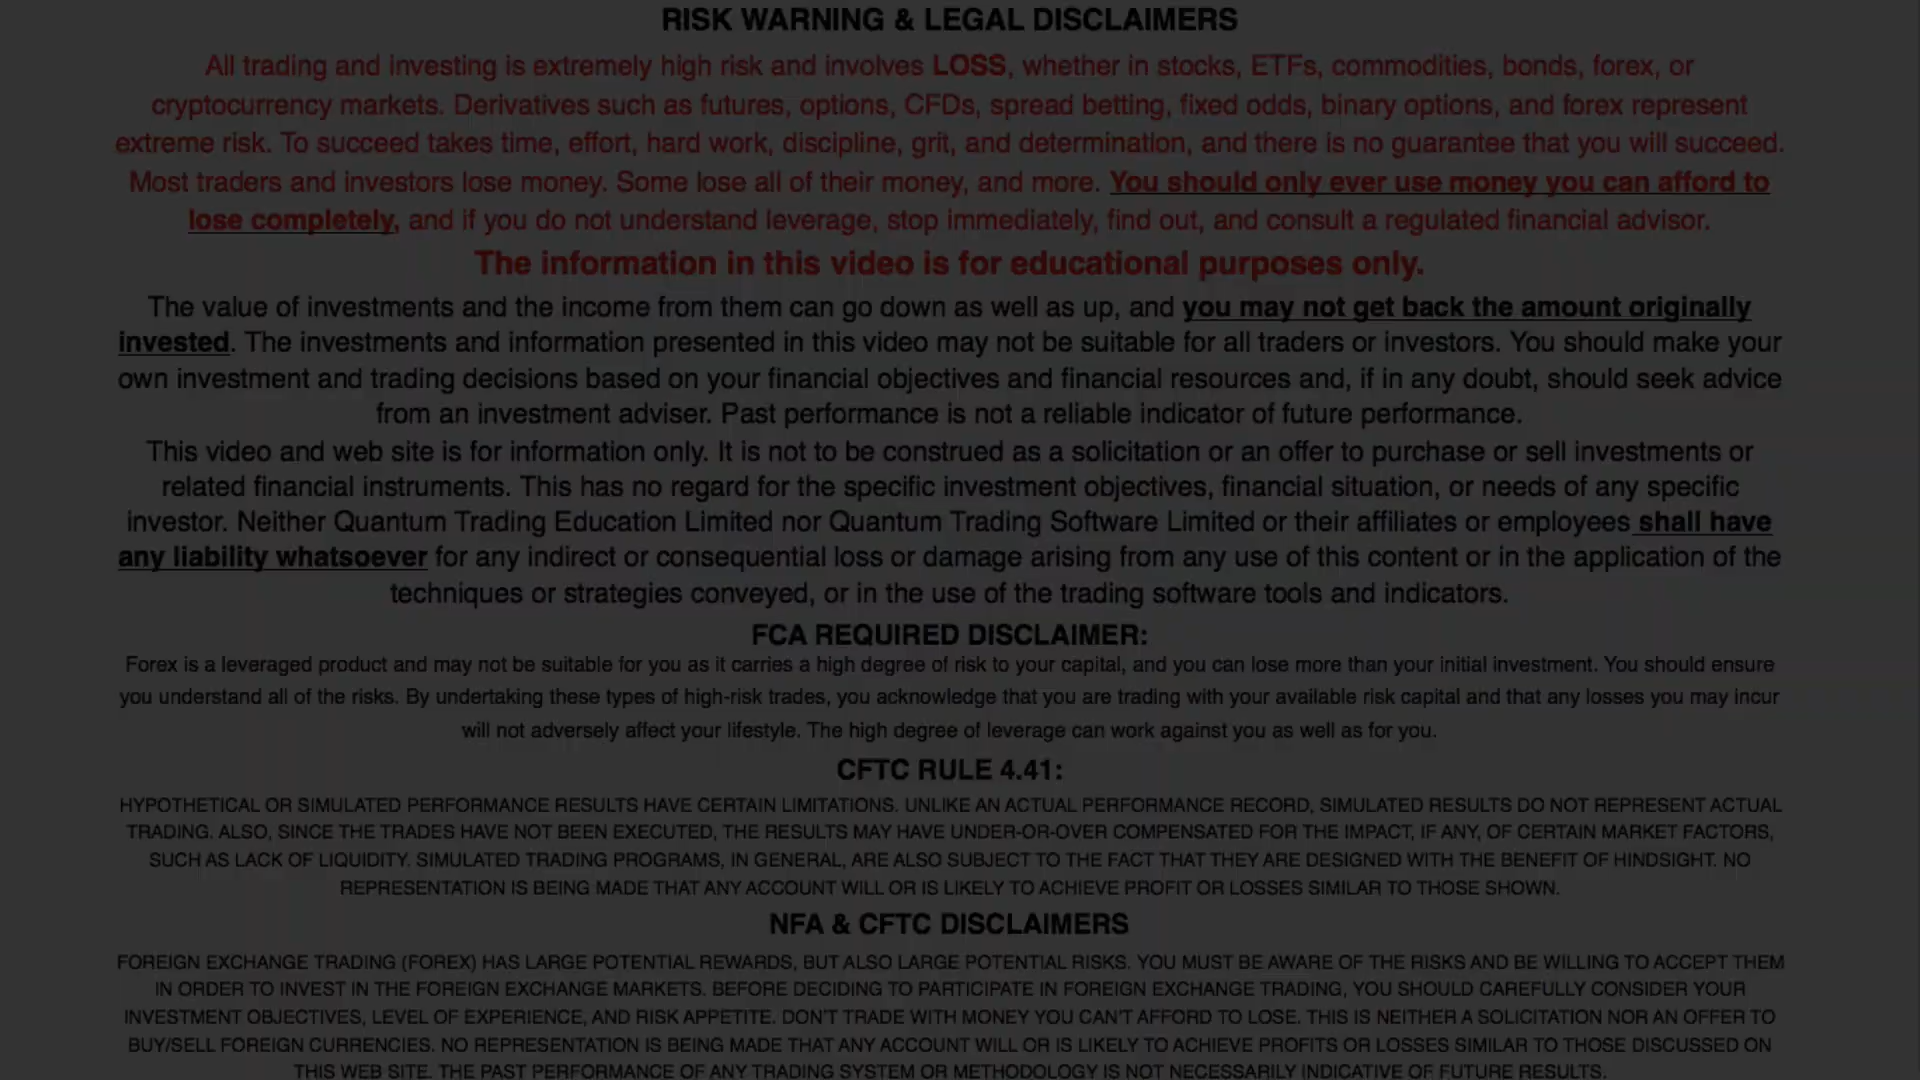 RISK WARNING & LEGAL DISCLAIMERS
All trading and investing is extremely high risk and involves LOSS, whether in stocks, ETFs, commodities, bonds, forex, or
cryptocurrency markets. Derivatives such as futures, options, CFDs, spread betting, fixed odds, binary options, and forex represent
extreme risk. To succeed takes time, effort, hard work, discipline, grit, and determination, and there is no guarantee that you will succeed.
Most traders and investors lose money. Some lose all of their money, and more. You should only ever use money you can afford to
lose completely, and if you do not understand leverage, stop immediately, find out, and consult a regulated financial advisor.
The information in this video is for educational purposes only.
The value of investments and the income from them can go down as well as up, and you may not get back the amount originally
invested. The investments and information presented in this video may not be suitable for all traders or investors. You should make your
own investment and trading decisions based on your financial objectives and financial resources and, if in any doubt, should seek advice
from an investment adviser. Past performance is not a reliable indicator of future performance.
This video and web site is for information only. It is not to be construed as a solicitation or an offer to purchase or sell investments or
related financial instruments. This has no regard for the specific investment objectives, financial situation, or needs of any specific
investor. Neither Quantum Trading Education Limited nor Quantum Trading Software Limited or their affiliates or employees shall have
any liability whatsoever for any indirect or consequential loss or damage arising from any use of this content or in the application of the
techniques or strategies conveyed, or in the use of the trading software tools and indicators.
FCA REQUIRED DISCLAIMER:
Forex is a leveraged product and may not be suitable for you as it carries a high degree of risk to your capital, and you can lose more than your initial investment. You should ensure
you understand all of the risks. By undertaking these types of high-risk trades, you acknowledge that you are trading with your available risk capital and that any losses you may incur
will not adversely affect your lifestyle. The high degree of leverage can work against you as well as for you.
CFTC RULE 4.41:
HYPOTHETICAL OR SIMULATED PERFORMANCE RESULTS HAVE CERTAIN LIMITATIONS. UNLIKE AN ACTUAL PERFORMANCE RECORD, SIMULATED RESULTS DO NOT REPRESENT ACTUAL
TRADING. ALSO, SINCE THE TRADES HAVE NOT BEEN EXECUTED, THE RESULTS MAY HAVE UNDER-OR-OVER COMPENSATED FOR THE IMPACT, IF ANY, OF CERTAIN MARKET FACTORS,
SUCH AS LACK OF LIQUIDITY. SIMULATED TRADING PROGRAMS, IN GENERAL, ARE ALSO SUBJECT TO THE FACT THAT THEY ARE DESIGNED WITH THE BENEFIT OF HINDSIGHT. NO
REPRESENTATION IS BEING MADE THAT ANY ACCOUNT WILL OR IS LIKELY TO ACHIEVE PROFIT OR LOSSES SIMILAR TO THOSE SHOWN.
NFA & CFTC DISCLAIMERS
FOREIGN EXCHANGE TRADING (FOREX) HAS LARGE POTENTIAL REWARDS, BUT ALSO LARGE POTENTIAL RISKS. YOU MUST BE AWARE OF THE RISKS AND BE WILLING TO ACCEPT THEM
IN ORDER TO INVEST IN THE FOREIGN EXCHANGE MARKETS. BEFORE DECIDING TO PARTICIPATE IN FOREIGN EXCHANGE TRADING, YOU SHOULD CAREFULLY CONSIDER YOUR
INVESTMENT OBJECTIVES, LEVEL OF EXPERIENCE, AND RISK APPETITE. DON'T TRADE WITH MONEY YOU CAN'T AFFORD TO LOSE. THIS IS NEITHER A SOLICITATION NOR AN OFFER TO
BUY/SELL FOREIGN CURRENCIES. NO REPRESENTATION IS BEING MADE THAT ANY ACCOUNT WILL OR IS LIKELY TO ACHIEVE PROFITS OR LOSSES SIMILAR TO THOSE DISCUSSED ON
THIS WEB SITE. THE PAST PERFORMANCE OF ANY TRADING SYSTEM OR METHODOLOGY IS NOT NECESSARILY INDICATIVE OF FUTURE RESULTS.